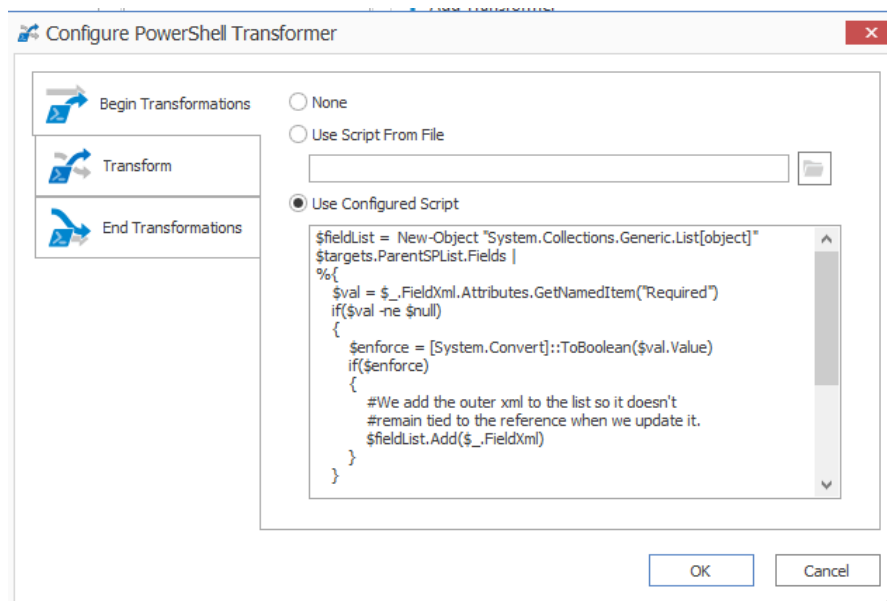 Configure PowerShell Transformer
Begin Transformations
Transform
End Transformations
None
Use Script From File
Use Configured Script
$fieldList = New-Object "System.Collections.Generic.List[object]"
$targets.ParentSPList.Fields |
%{
$val = $_.FieldXml.Attributes.GetNamedItem("Required")
if($val -ne $null)
{
$enforce = [System.Convert]::ToBoolean($val.Value)
if($enforce)
{
#We add the outer xml to the list so it doesn't
#remain tied to the reference when we update it.
$fieldList.Add($_.FieldXml)
}
}
OK
Cancel